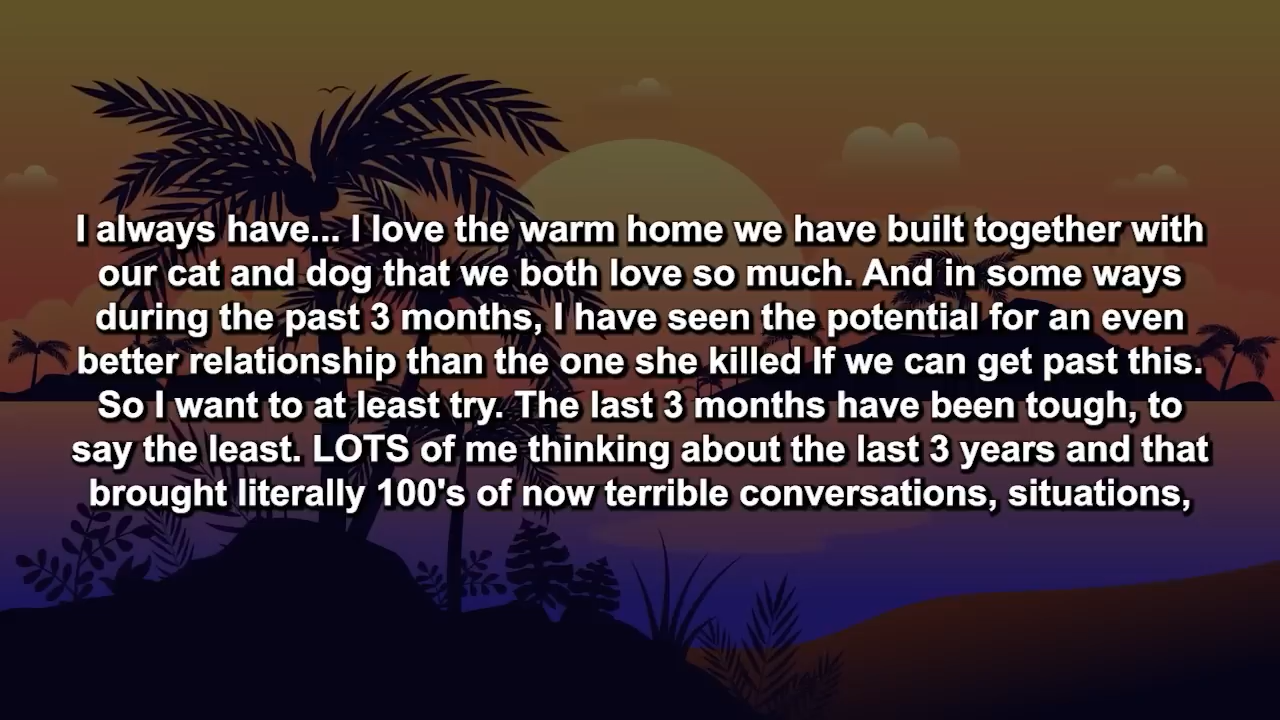 I always have... I love the warm home we have built together with
our cat and dog that we both love so much. And in some ways
during the past 3 months, I have seen the potential for an even
better relationship than the one she killed If we can get past this.
So I want to at least try. The last 3 months have been tough, to
say the least. LOTS of me thinking about the last 3 years and that
brought literally 100's of now terrible conversations, situations,